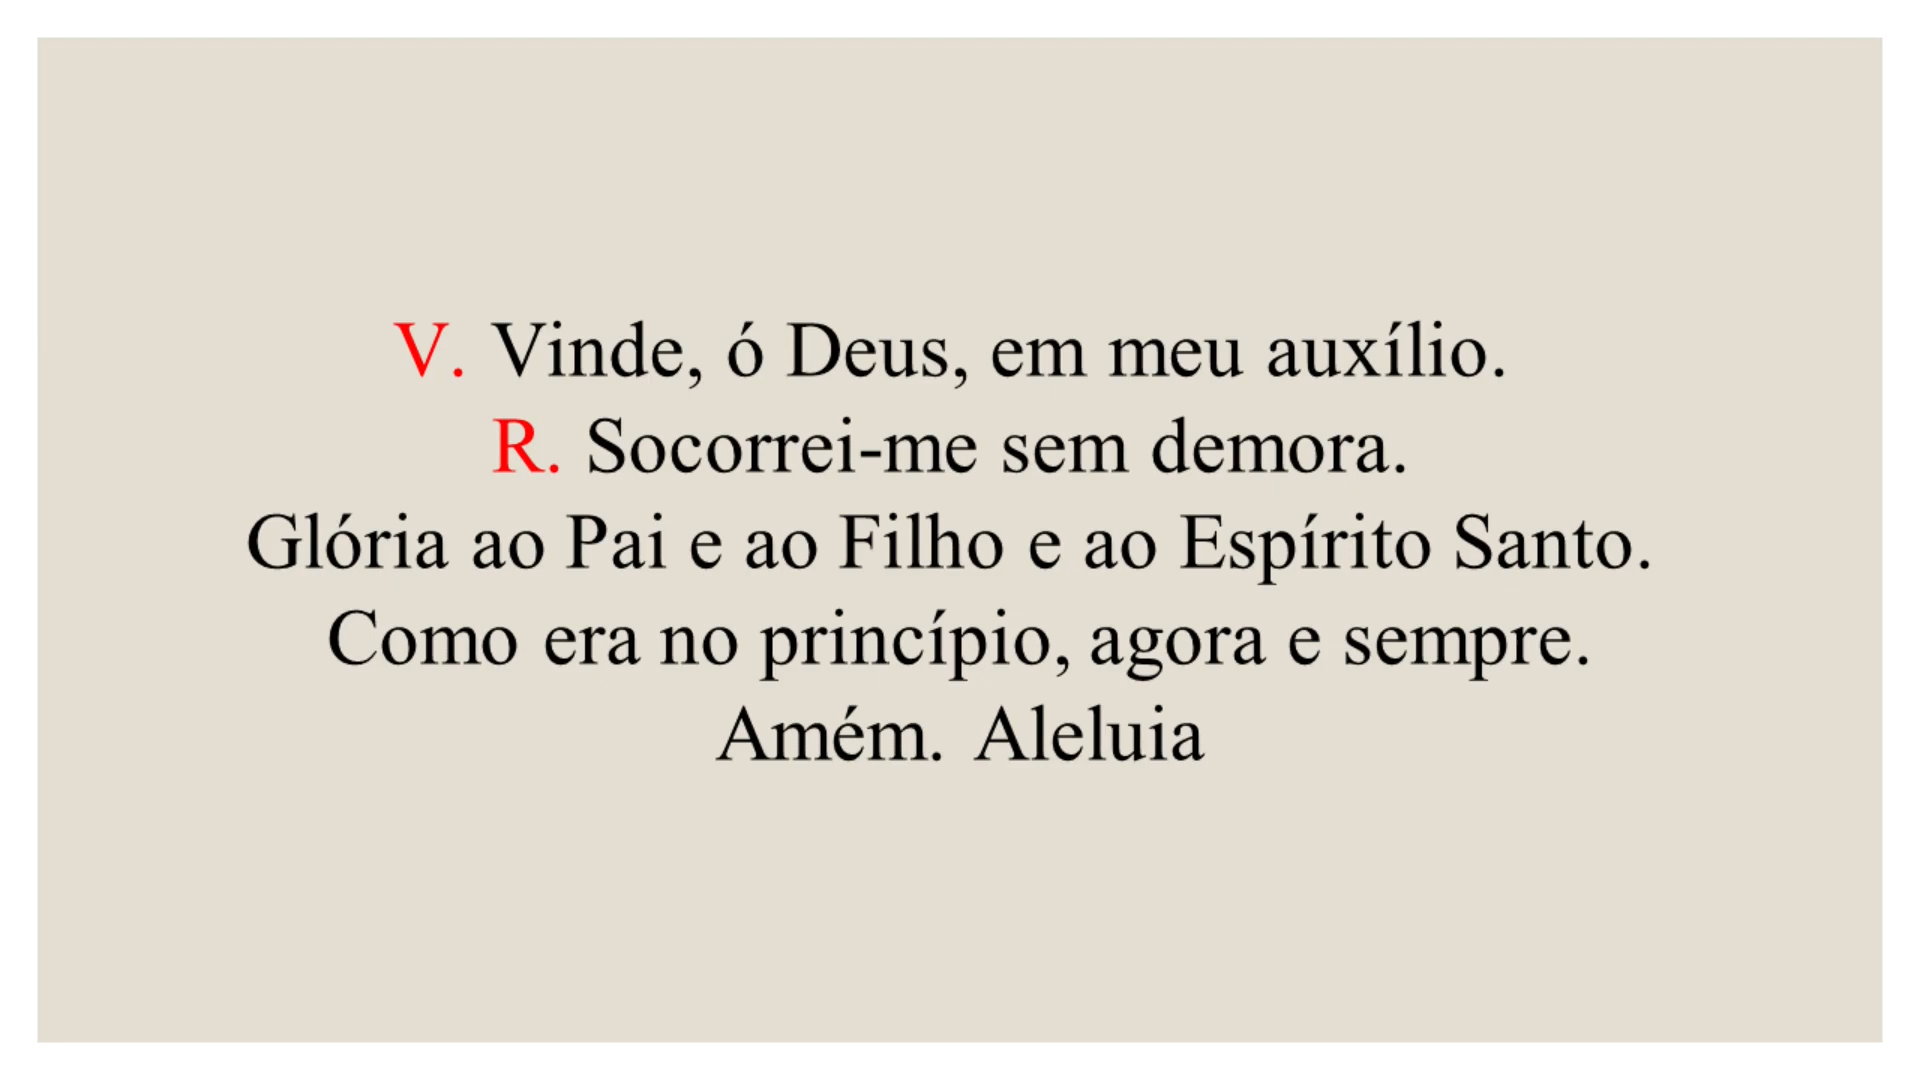 V. Vinde, ó Deus, em meu auxílio.
R. Socorrei-me sem demora.
Glória ao Pai e ao Filho e ao Espírito Santo.
Como era no princípio, agora e sempre.
Amém. Aleluia